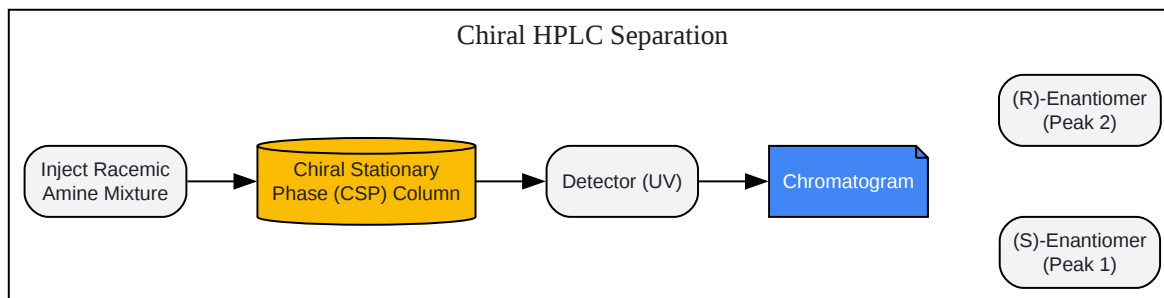 Chiral HPLC Separation
Inject Racemic
Amine Mixture
Chiral Stationary
Phase (CSP) Column
Detector (UV)
Chromatogram
(R)-Enantiomer
(Peak 2)
(S)-Enantiomer
(Peak 1)